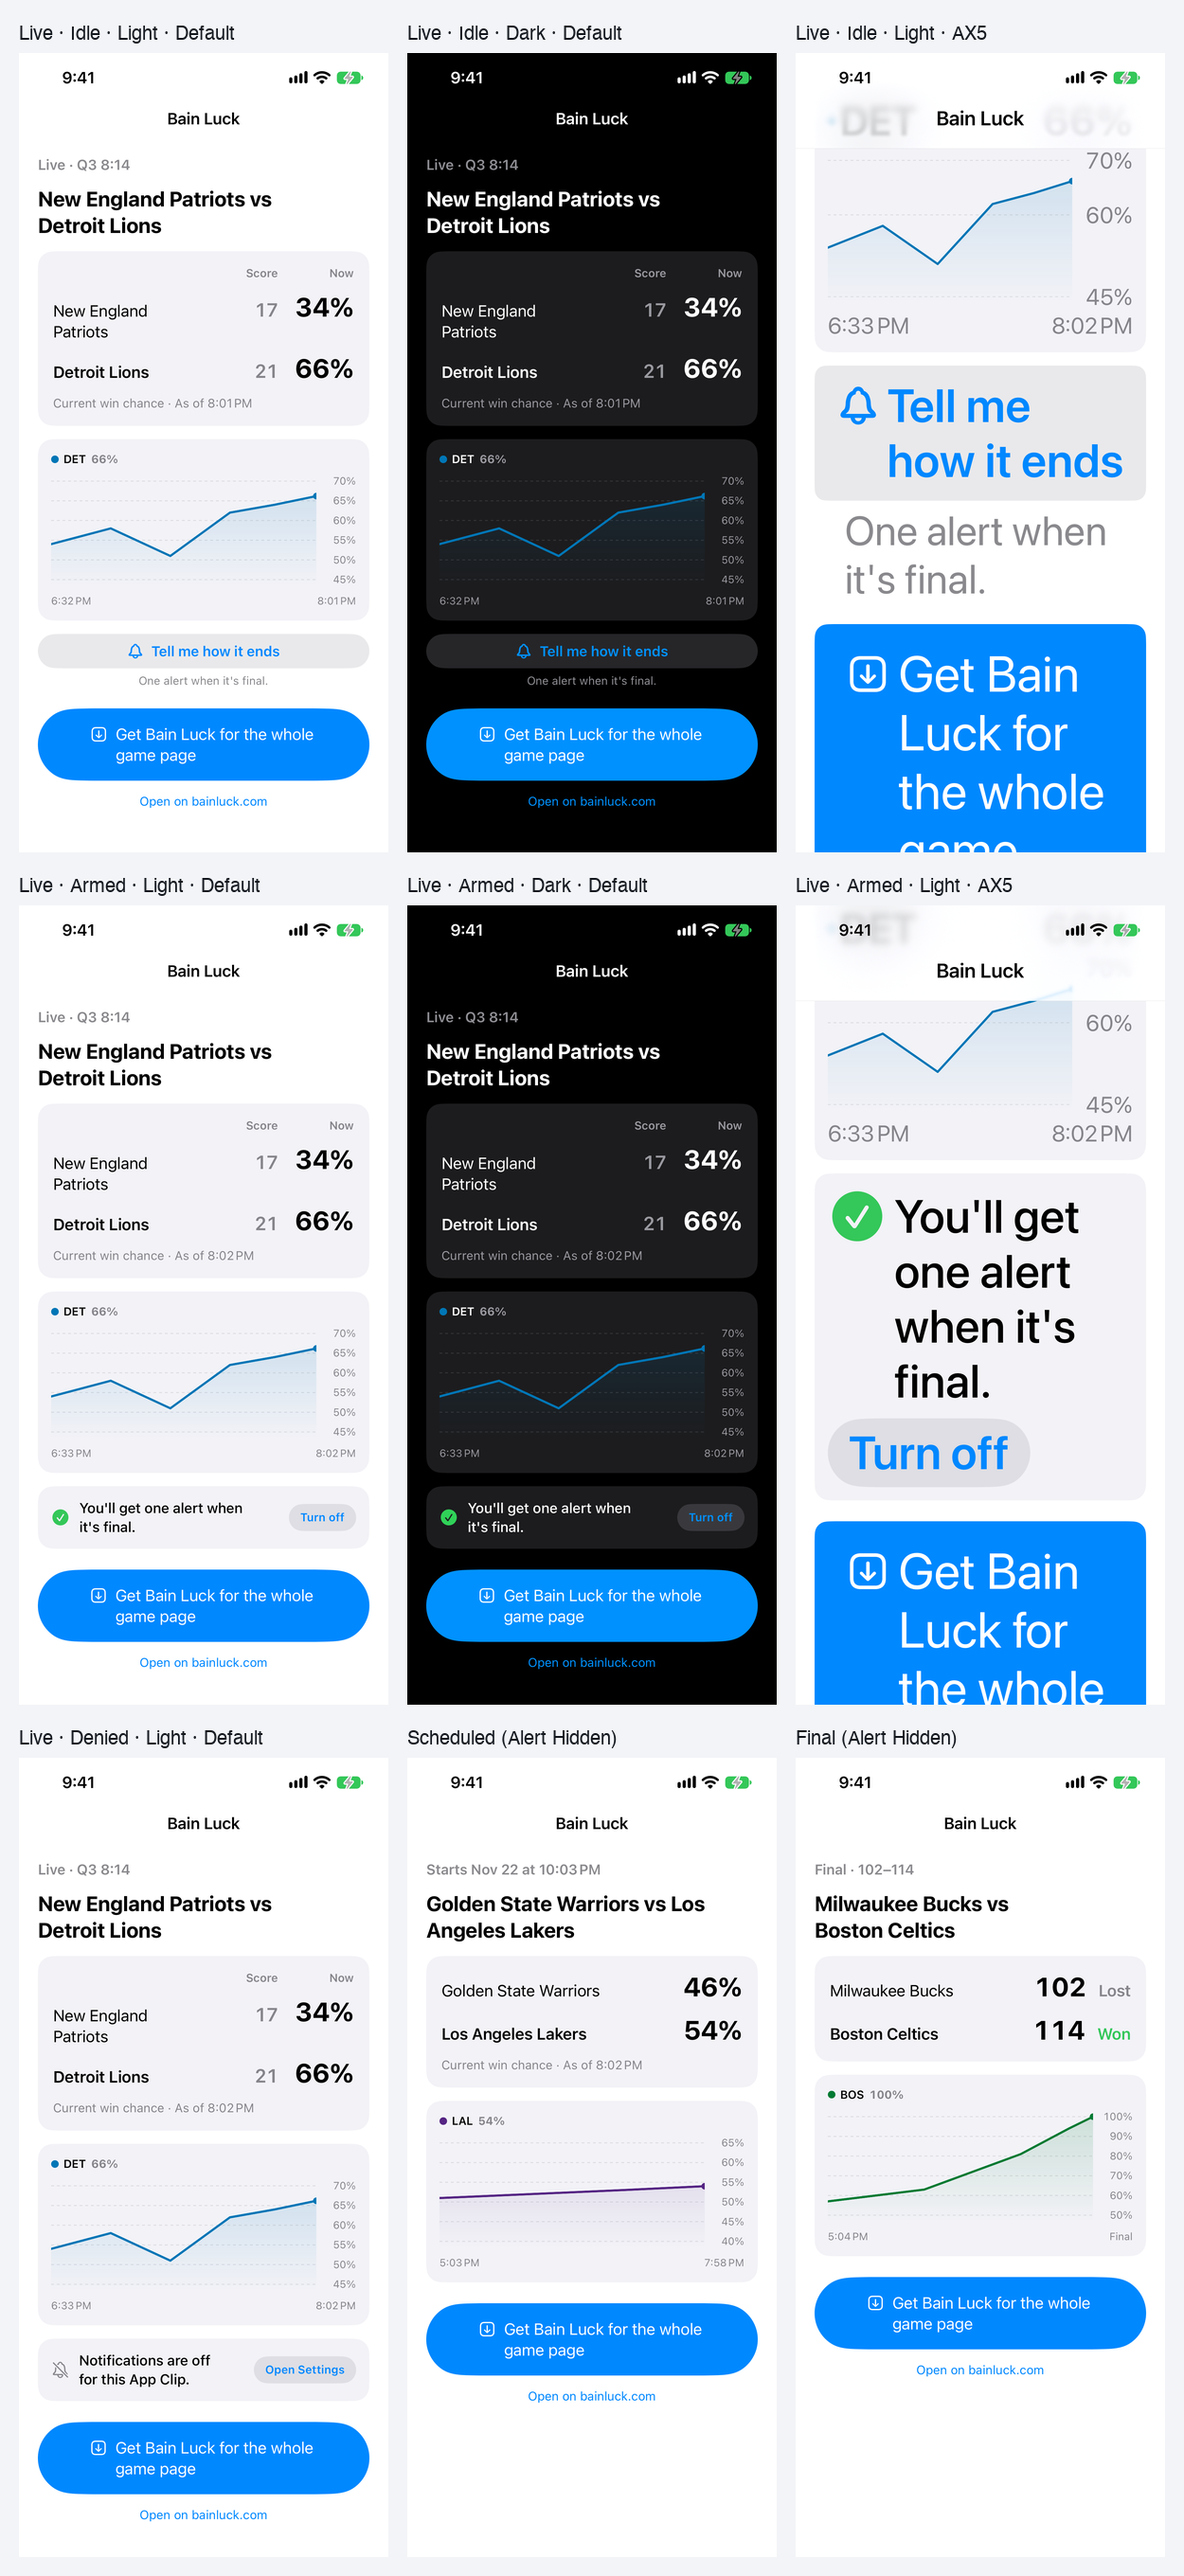 Live · Idle · Light · Default
9:41
Bain Luck
Live · Q3 8:14
New England Patriots vs
Detroit Lions
Score Now
New England
Patriots
17 34%
Detroit Lions 21 66%
Current win chance · As of 8:01 PM
DET 66%
70%
65%
60%
55%
50%
45%
6:32 PM 8:01 PM
Tell me how it ends
One alert when it's final.
Get Bain Luck for the whole
game page
Open on bainluck.com
Live · Idle · Dark · Default
9:41
Bain Luck
Live · Q3 8:14
New England Patriots vs
Detroit Lions
Score Now
New England
Patriots
17 34%
Detroit Lions 21 66%
Current win chance · As of 8:01 PM
DET 66%
70%
65%
60%
55%
50%
45%
6:32 PM 8:01 PM
Tell me how it ends
One alert when it's final.
Get Bain Luck for the whole
game page
Open on bainluck.com
Live · Idle · Light · AX5
9:41
DET 66%
Bain Luck
70%
60%
45%
6:33 PM 8:02 PM
Tell me
how it ends
One alert when
it's final.
Get Bain
Luck for
the whole
game
Live · Armed · Light · Default
9:41
Bain Luck
Live · Q3 8:14
New England Patriots vs
Detroit Lions
Score Now
New England
Patriots
17 34%
Detroit Lions 21 66%
Current win chance · As of 8:02 PM
DET 66%
70%
65%
60%
55%
50%
45%
6:33 PM 8:02 PM
You'll get one alert when
it's final.
Turn off
Get Bain Luck for the whole
game page
Open on bainluck.com
Live · Armed · Dark · Default
9:41
Bain Luck
Live · Q3 8:14
New England Patriots vs
Detroit Lions
Score Now
New England
Patriots
17 34%
Detroit Lions 21 66%
Current win chance · As of 8:02 PM
DET 66%
70%
65%
60%
55%
50%
45%
6:33 PM 8:02 PM
You'll get one alert when
it's final.
Turn off
Get Bain Luck for the whole
game page
Open on bainluck.com
Live · Armed · Light · AX5
DET
9:41
Bain Luck
70%
60%
45%
6:33 PM 8:02 PM
You'll get
one alert
when it's
final.
Turn off
Get Bain
Luck for
the whole
Live · Denied · Light · Default
9:41
Bain Luck
Live · Q3 8:14
New England Patriots vs
Detroit Lions
Score Now
New England
Patriots
17 34%
Detroit Lions 21 66%
Current win chance · As of 8:02 PM
DET 66%
70%
65%
60%
55%
50%
45%
6:33 PM 8:02 PM
Notifications are off
for this App Clip.
Open Settings
Get Bain Luck for the whole
game page
Open on bainluck.com
Scheduled (Alert Hidden)
9:41
Bain Luck
Starts Nov 22 at 10:03 PM
Golden State Warriors vs Los
Angeles Lakers
Golden State Warriors 46%
Los Angeles Lakers 54%
Current win chance · As of 8:02 PM
LAL 54%
65%
60%
55%
50%
45%
40%
5:03 PM 7:58 PM
Get Bain Luck for the whole
game page
Open on bainluck.com
Final (Alert Hidden)
9:41
Bain Luck
Final · 102–114
Milwaukee Bucks vs
Boston Celtics
Milwaukee Bucks 102 Lost
Boston Celtics 114 Won
BOS 100%
100%
90%
80%
70%
60%
50%
5:04 PM Final
Get Bain Luck for the whole
game page
Open on bainluck.com